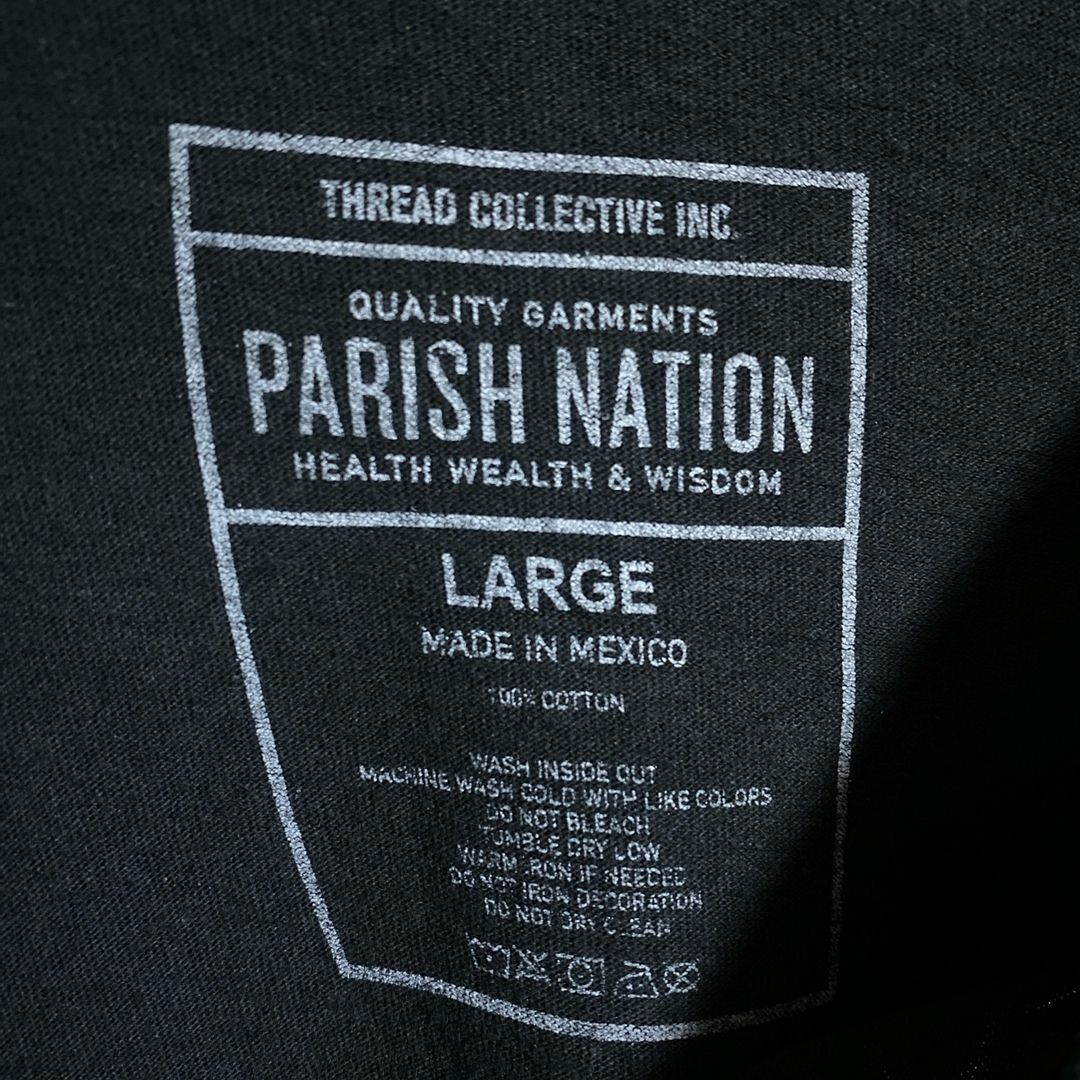 THREAD COLLECTIVE INC.
QUALITY GARMENTS
PARISH NATION
HEALTH WEALTH & WISDOM
LARGE
MADE IN MEXICO
100% COTTON
WASH INSIDE OUT
MACHINE WASH COLD WITH LIKE COLORS
DO NOT BLEACH
TUMBLE DRY LOW
WARM IRON IF NEEDED
DO NOT IRON DECORATION
DO NOT DRY CLEAN